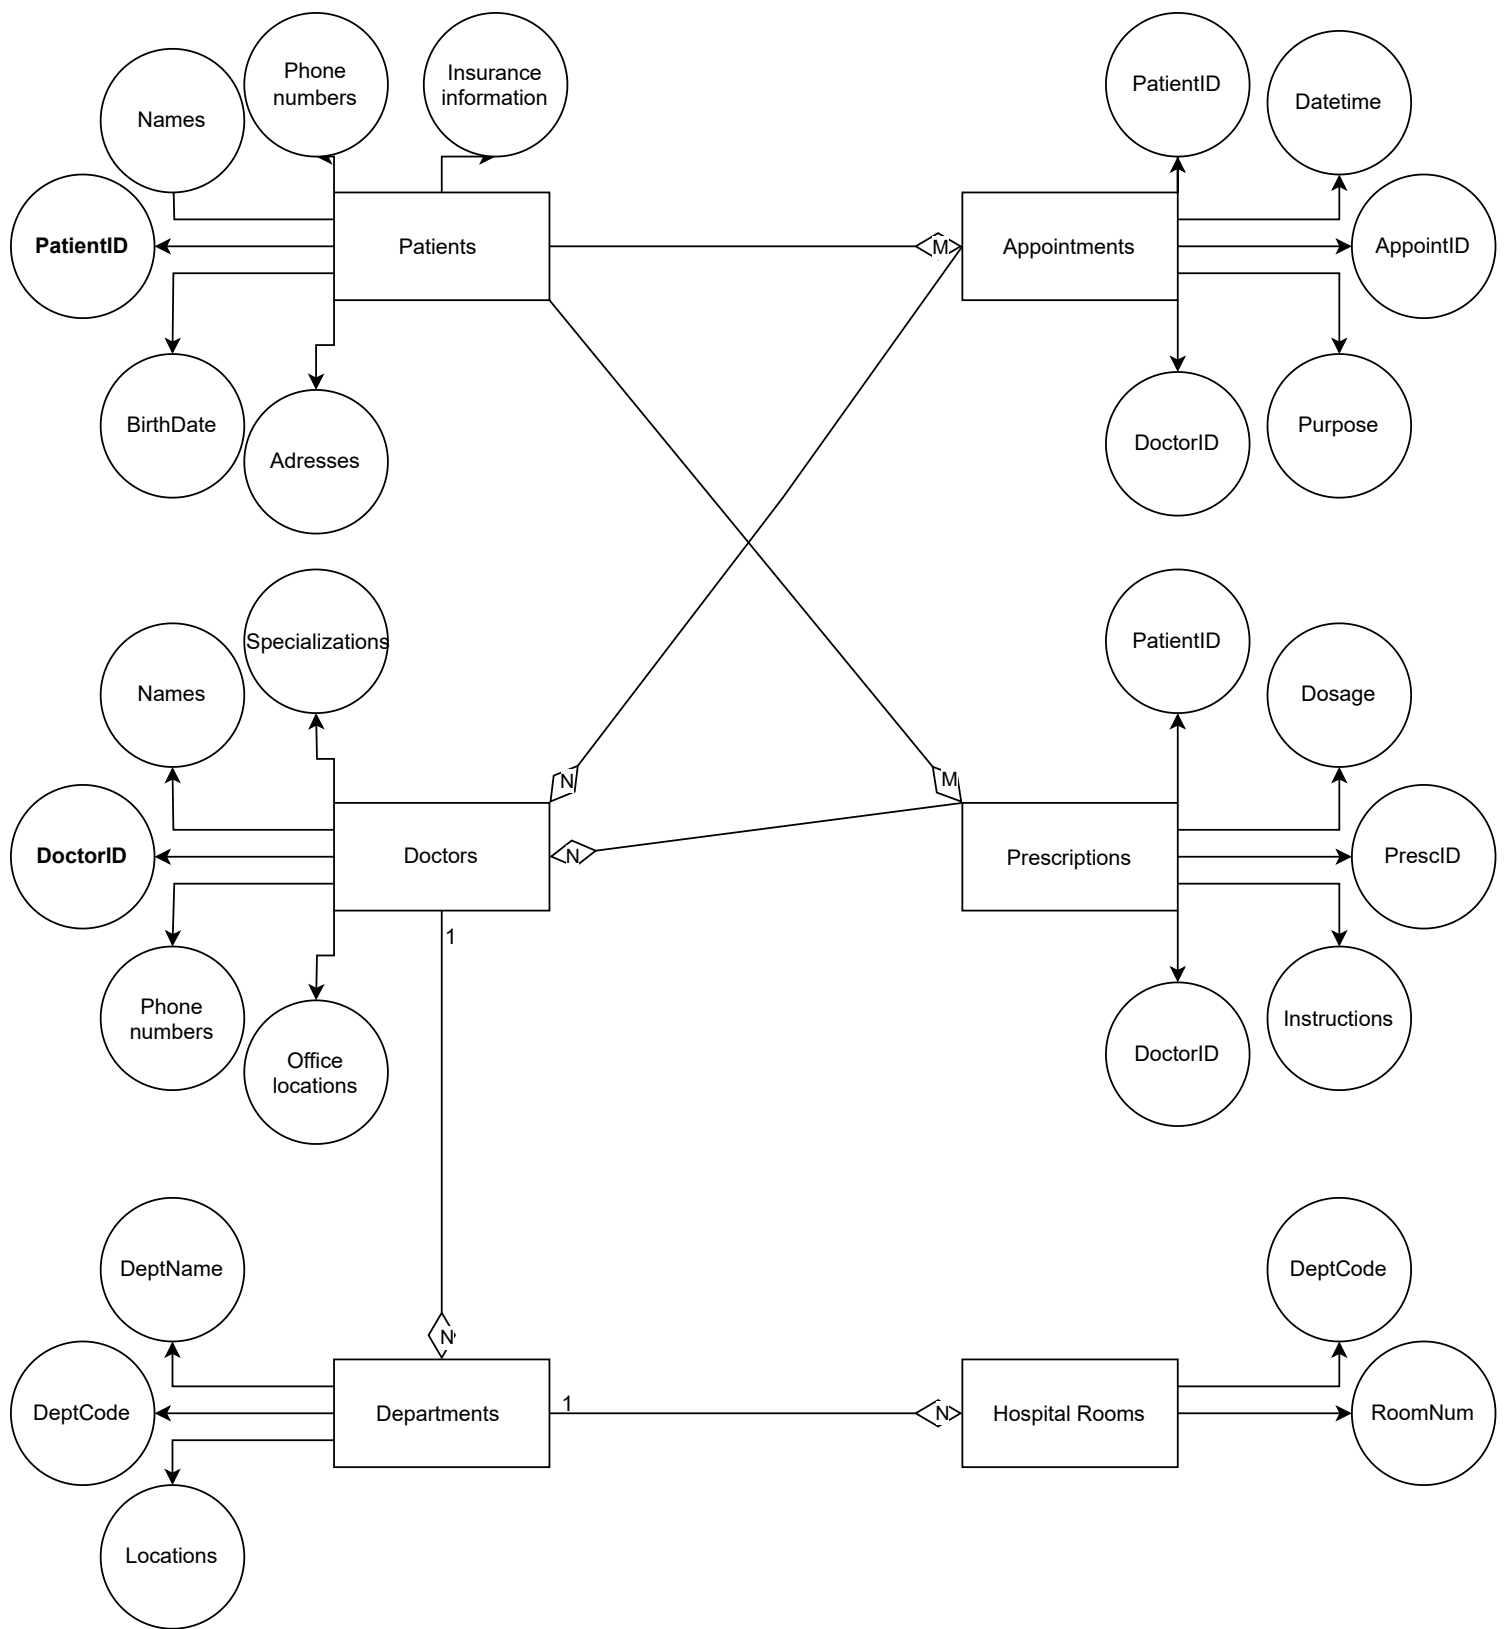 Phone
numbers
Insurance
information
Names
PatientID
Patients
BirthDate
Adresses
PatientID
Datetime
M
Appointments
AppointID
DoctorID
Purpose
Specializations
Names
DoctorID
Doctors
N
N
Phone
numbers
Office
locations
1
PatientID
Dosage
M
Prescriptions
PrescID
Instructions
DoctorID
DeptName
N
DeptCode
Departments
1
Locations
DeptCode
N
Hospital Rooms
RoomNum